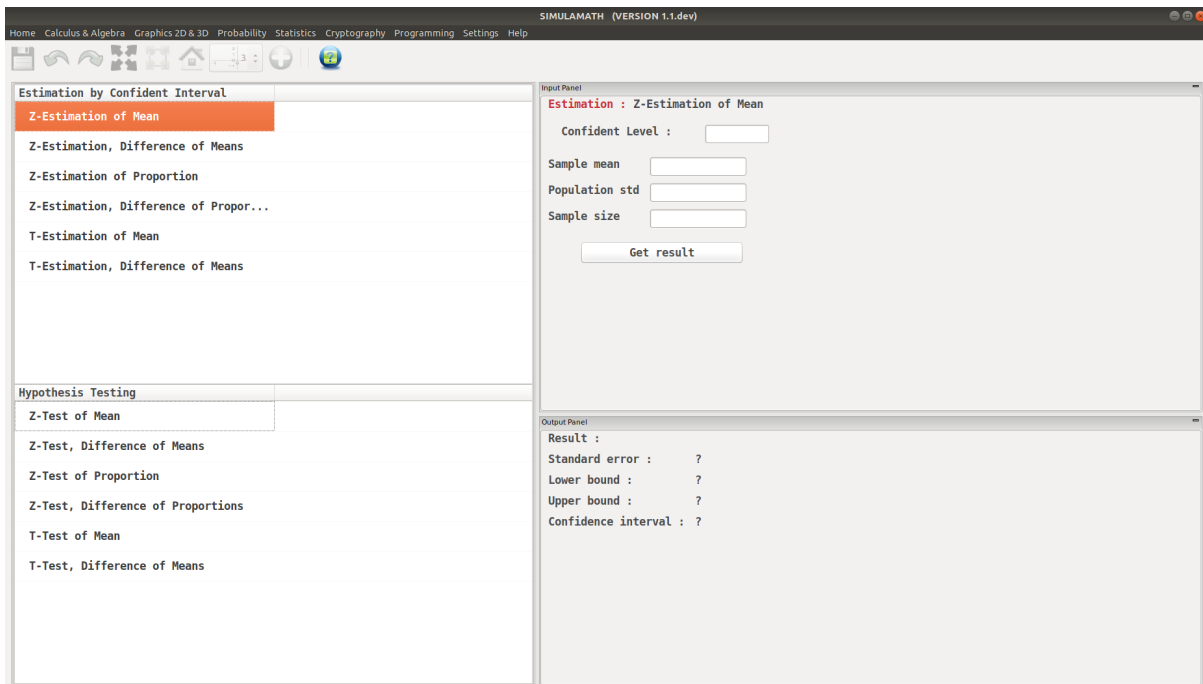 SIMULAMATH (VERSION 1.1.dev)
Home Calculus & Algebra Graphics 2D & 3D Probability Statistics Cryptography Programming Settings Help
3
Estimation by Confident Interval
Z-Estimation of Mean
Z-Estimation, Difference of Means
Z-Estimation of Proportion
Z-Estimation, Difference of Propor...
T-Estimation of Mean
T-Estimation, Difference of Means
Hypothesis Testing
Z-Test of Mean
Z-Test, Difference of Means
Z-Test of Proportion
Z-Test, Difference of Proportions
T-Test of Mean
T-Test, Difference of Means
Input Panel
Estimation : Z-Estimation of Mean
Confident Level :
Sample mean
Population std
Sample size
Get result
Output Panel
Result :
Standard error : ?
Lower bound : ?
Upper bound : ?
Confidence interval : ?